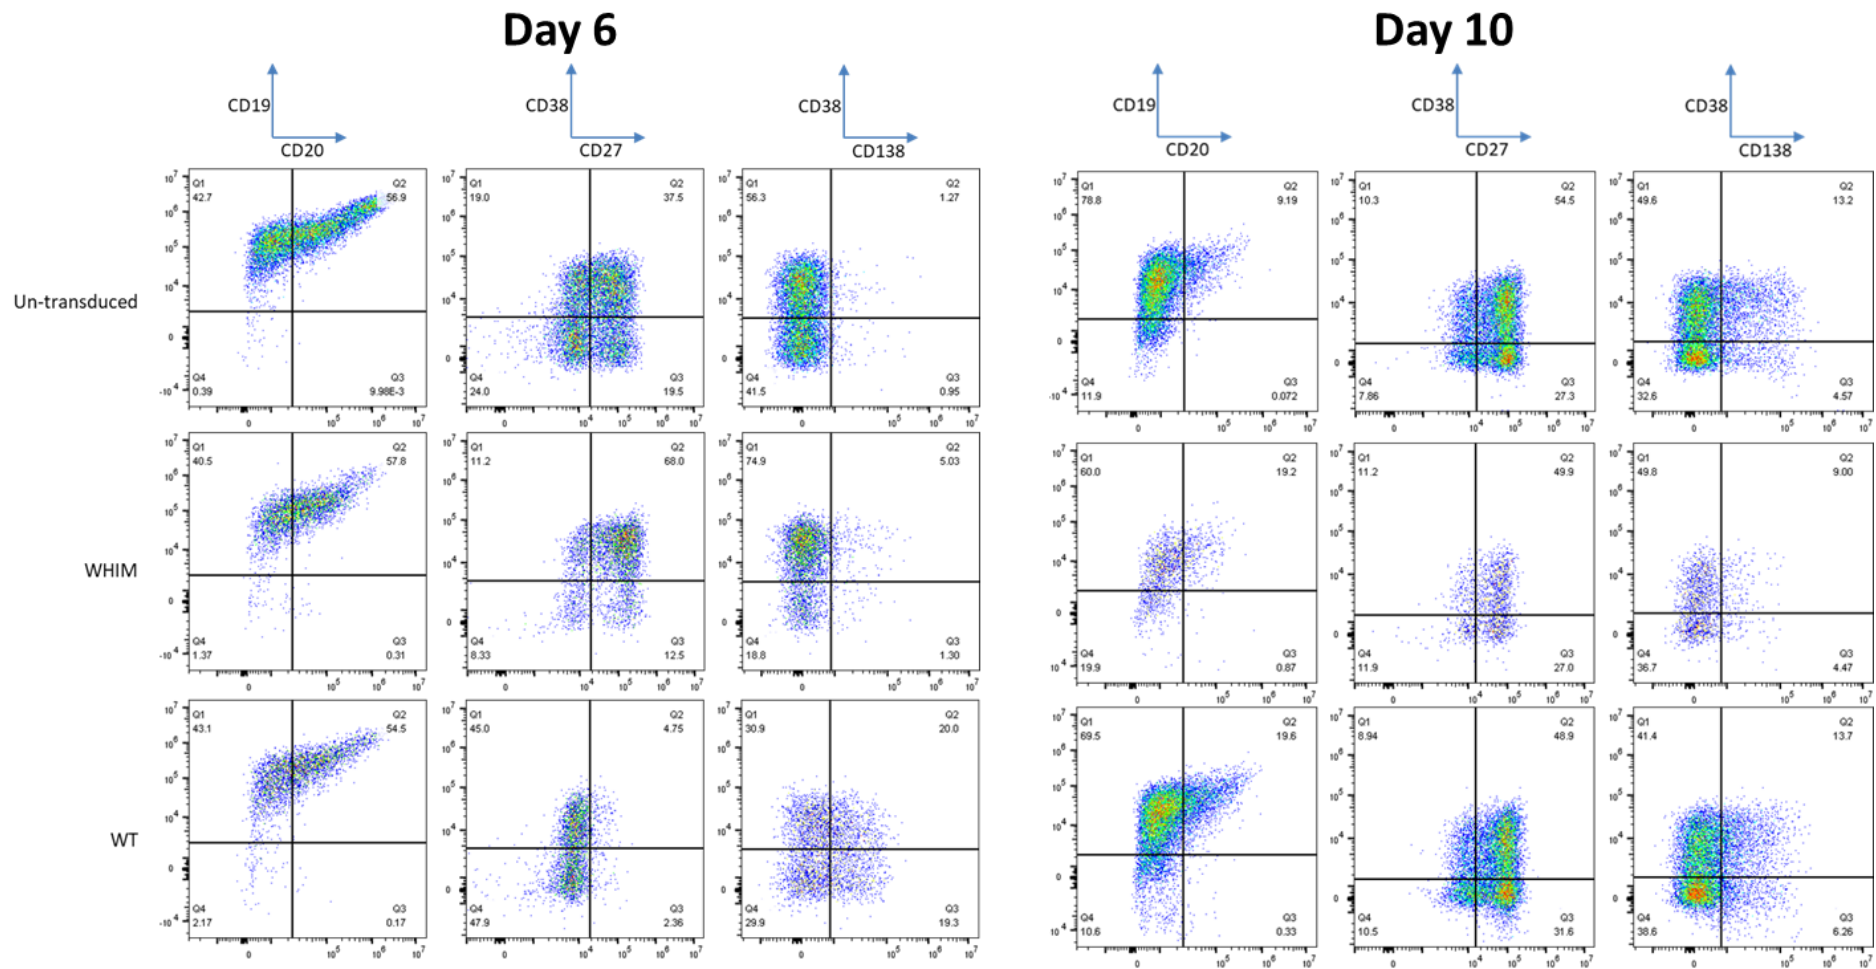 Day 6
Day 10
CD19
CD20
CD38
CD27
CD38
CD138
CD19
CD20
CD38
CD27
CD38
CD138
Un-transduced
Q1
42.7
Q2
56.9
Q4
0.39
Q3
9.98E-3
Q1
19.0
Q2
37.5
Q4
24.0
Q3
19.5
Q1
56.3
Q2
1.27
Q4
41.5
Q3
0.95
Q1
78.8
Q2
9.19
Q4
11.9
Q3
0.072
Q1
10.3
Q2
54.5
Q4
7.86
Q3
27.3
Q1
49.6
Q2
13.2
Q4
32.6
Q3
4.57
WHIM
Q1
40.5
Q2
57.8
Q4
1.37
Q3
0.31
Q1
11.2
Q2
68.0
Q4
8.33
Q3
12.5
Q1
74.9
Q2
5.03
Q4
18.8
Q3
1.30
Q1
60.0
Q2
19.2
Q4
19.9
Q3
0.87
Q1
11.2
Q2
49.9
Q4
11.9
Q3
27.0
Q1
49.8
Q2
9.00
Q4
36.7
Q3
4.47
WT
Q1
43.1
Q2
54.5
Q4
2.17
Q3
0.17
Q1
45.0
Q2
4.75
Q4
47.9
Q3
2.36
Q1
30.9
Q2
20.0
Q4
29.9
Q3
19.3
Q1
69.5
Q2
19.6
Q4
10.6
Q3
0.33
Q1
8.94
Q2
48.9
Q4
10.5
Q3
31.6
Q1
41.4
Q2
13.7
Q4
38.6
Q3
6.26